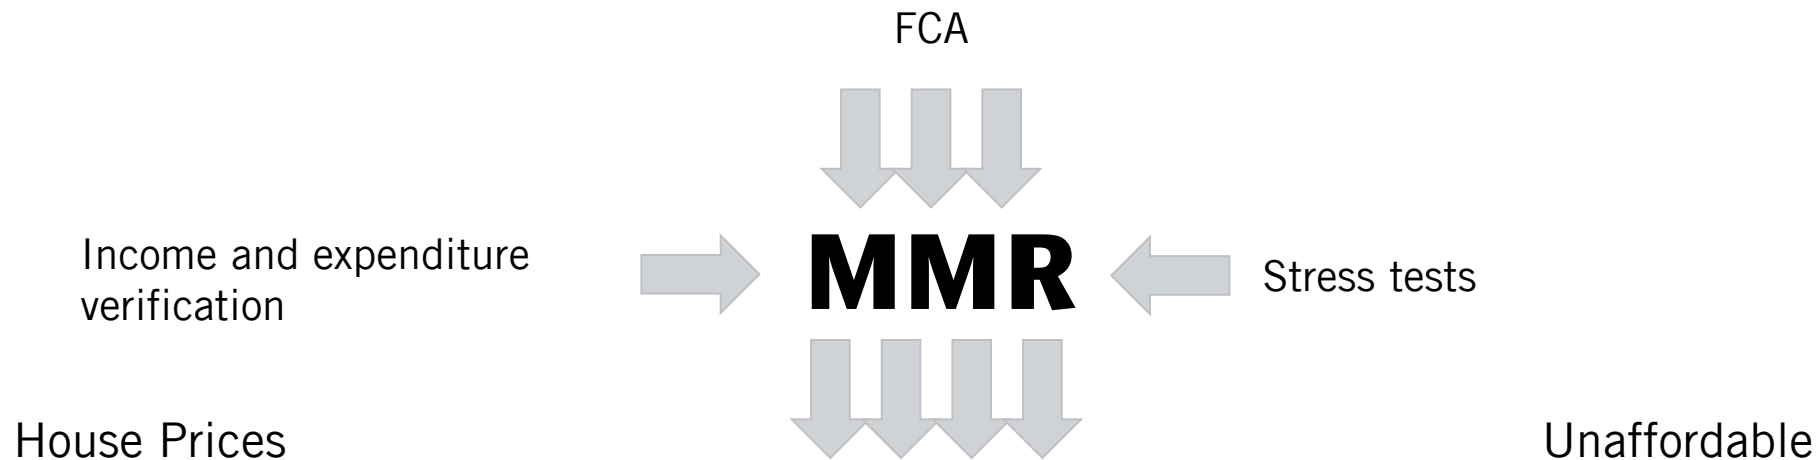 FCA
Income and expenditure
verification
MMR
Stress tests
House Prices
Unaffordable